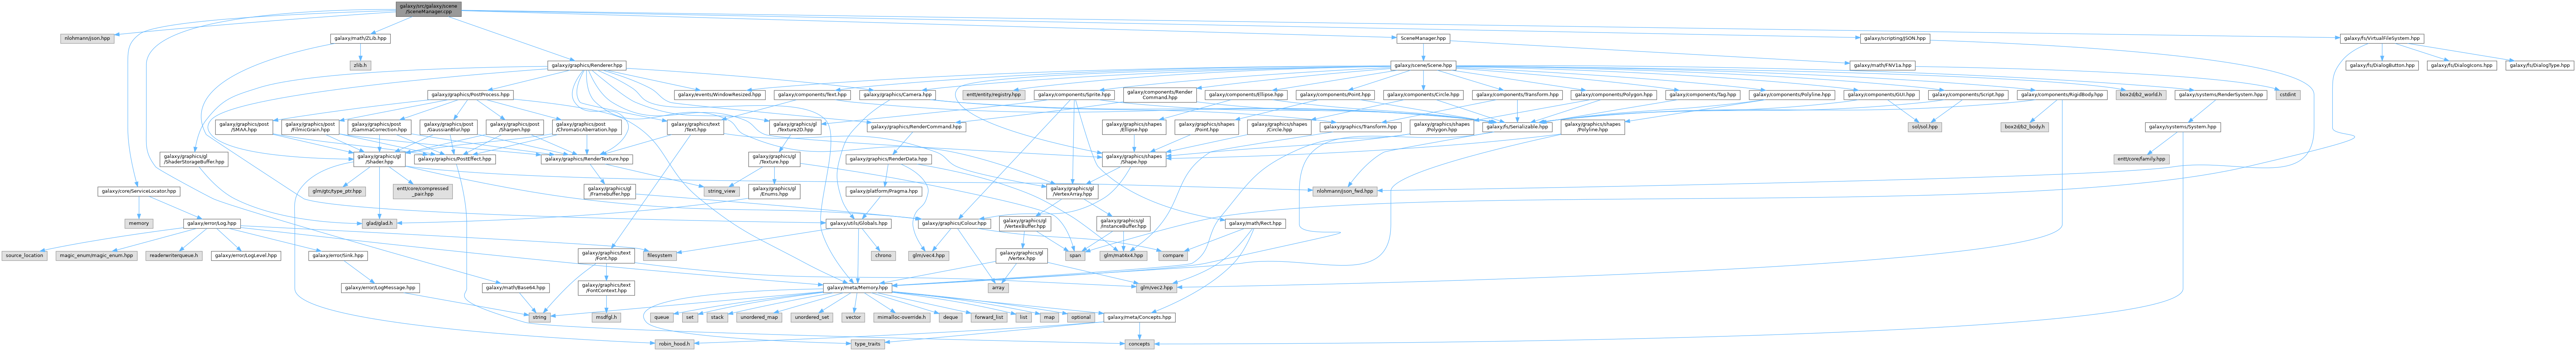 galaxy/src/galaxy/scene
/SceneManager.cpp
nlohmann/json.hpp
galaxy/math/ZLib.hpp
SceneManager.hpp
galaxy/scripting/JSON.hpp
galaxy/fs/VirtualFileSystem.hpp
zlib.h
galaxy/graphics/Renderer.hpp
galaxy/scene/Scene.hpp
galaxy/math/FNV1a.hpp
galaxy/fs/DialogButton.hpp
galaxy/fs/DialogIcons.hpp
galaxy/fs/DialogType.hpp
galaxy/graphics/PostProcess.hpp
galaxy/events/WindowResized.hpp
galaxy/components/Text.hpp
galaxy/graphics/Camera.hpp
entt/entity/registry.hpp
galaxy/components/Sprite.hpp
galaxy/components/Render
Command.hpp
galaxy/components/Ellipse.hpp
galaxy/components/Point.hpp
galaxy/components/Circle.hpp
galaxy/components/Transform.hpp
galaxy/components/Polygon.hpp
galaxy/components/Tag.hpp
galaxy/components/Polyline.hpp
galaxy/components/GUI.hpp
galaxy/components/Script.hpp
galaxy/components/RigidBody.hpp
box2d/b2_world.h
galaxy/systems/RenderSystem.hpp
cstdint
galaxy/graphics/post
/SMAA.hpp
galaxy/graphics/post
/FilmicGrain.hpp
galaxy/graphics/post
/GammaCorrection.hpp
galaxy/graphics/post
/GaussianBlur.hpp
galaxy/graphics/post
/Sharpen.hpp
galaxy/graphics/post
/ChromaticAberration.hpp
galaxy/graphics/text
/Text.hpp
galaxy/graphics/gl
/Texture2D.hpp
galaxy/graphics/RenderCommand.hpp
galaxy/graphics/shapes
/Ellipse.hpp
galaxy/graphics/shapes
/Point.hpp
galaxy/graphics/shapes
/Circle.hpp
galaxy/graphics/Transform.hpp
galaxy/graphics/shapes
/Polygon.hpp
galaxy/fs/Serializable.hpp
galaxy/graphics/shapes
/Polyline.hpp
sol/sol.hpp
box2d/b2_body.h
galaxy/systems/System.hpp
galaxy/graphics/gl
/ShaderStorageBuffer.hpp
galaxy/graphics/gl
/Shader.hpp
galaxy/graphics/PostEffect.hpp
galaxy/graphics/RenderTexture.hpp
galaxy/graphics/gl
/Texture.hpp
galaxy/graphics/RenderData.hpp
galaxy/graphics/shapes
/Shape.hpp
entt/core/family.hpp
galaxy/core/ServiceLocator.hpp
glm/gtc/type_ptr.hpp
entt/core/compressed
_pair.hpp
galaxy/graphics/gl
/Framebuffer.hpp
string_view
galaxy/graphics/gl
/Enums.hpp
galaxy/platform/Pragma.hpp
galaxy/graphics/gl
/VertexArray.hpp
nlohmann/json_fwd.hpp
memory
galaxy/error/Log.hpp
glad/glad.h
galaxy/utils/Globals.hpp
galaxy/graphics/Colour.hpp
galaxy/graphics/gl
/VertexBuffer.hpp
galaxy/graphics/gl
/InstanceBuffer.hpp
galaxy/math/Rect.hpp
source_location
magic_enum/magic_enum.hpp
readerwriterqueue.h
galaxy/error/LogLevel.hpp
galaxy/error/Sink.hpp
galaxy/graphics/text
/Font.hpp
filesystem
chrono
glm/vec4.hpp
galaxy/graphics/gl
/Vertex.hpp
span
glm/mat4x4.hpp
compare
galaxy/error/LogMessage.hpp
galaxy/math/Base64.hpp
galaxy/graphics/text
/FontContext.hpp
galaxy/meta/Memory.hpp
array
glm/vec2.hpp
string
msdfgl.h
queue
set
stack
unordered_map
unordered_set
vector
mimalloc-override.h
deque
forward_list
list
map
optional
galaxy/meta/Concepts.hpp
robin_hood.h
type_traits
concepts